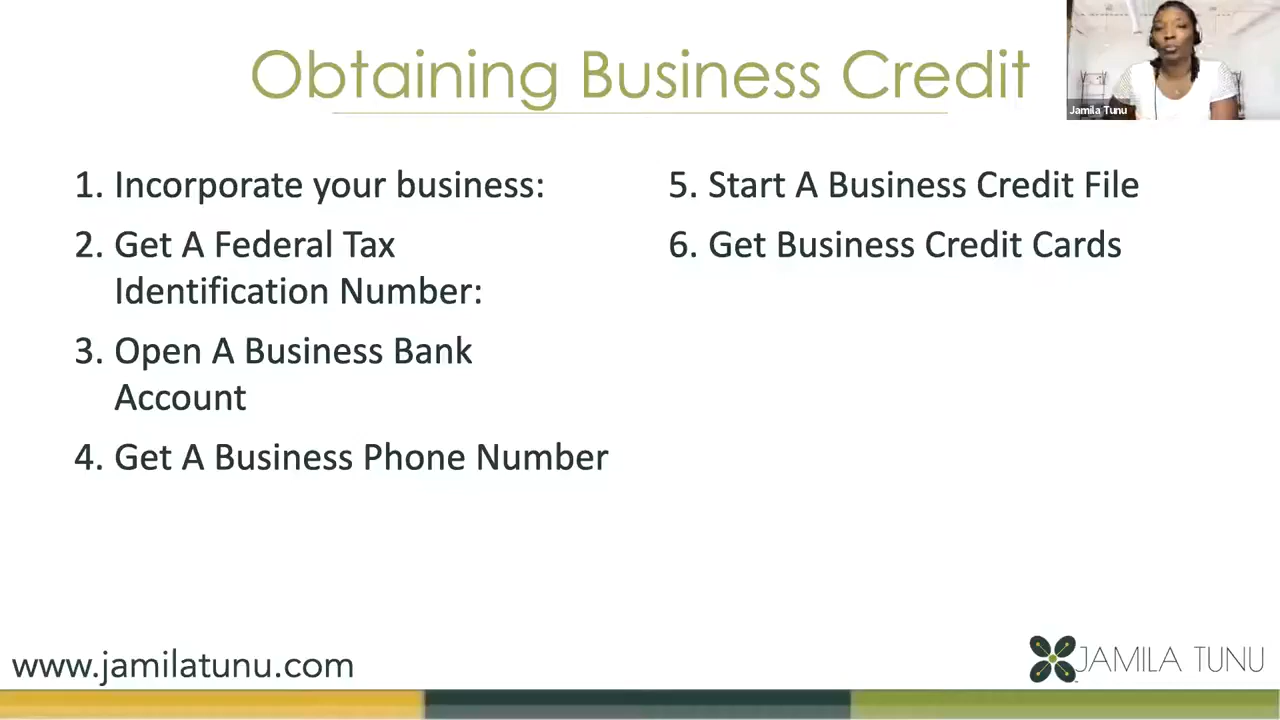 Obtaining Business Credit
Jamila Tunu
1. Incorporate your business:
2. Get A Federal Tax
Identification Number:
3. Open A Business Bank
Account
4. Get A Business Phone Number
5. Start A Business Credit File
6. Get Business Credit Cards
www.jamilatunu.com
JAMILA TUNU